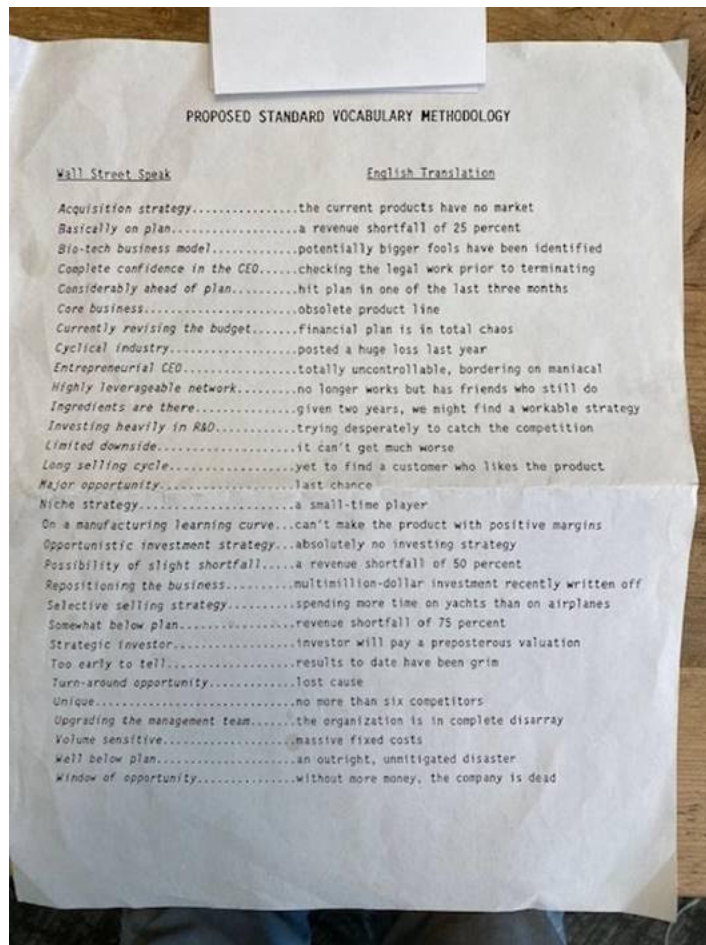 PROPOSED STANDARD VOCABULARY METHODOLOGY
Wall Street Speak English Translation
Acquisition strategy................the current products have no market
Basically on plan...................a revenue shortfall of 25 percent
Bio-tech business model.............potentially bigger fools have been identified
Complete confidence in the CEO......checking the legal work prior to terminating
Considerably ahead of plan..........hit plan in one of the last three months
Core business.......................obsolete product line
Currently revising the budget.......financial plan is in total chaos
Cyclical industry...................posted a huge loss last year
Entrepreneurial CEO.................totally uncontrollable, bordering on maniacal
Highly leverageable network.........no longer works but has friends who still do
Ingredients are there...............given two years, we might find a workable strategy
Investing heavily in R&D............trying desperately to catch the competition
Limited downside....................it can't get much worse
Long selling cycle..................yet to find a customer who likes the product
Major opportunity...................last chance
Niche strategy......................a small-time player
On a manufacturing learning curve...can't make the product with positive margins
Opportunistic investment strategy...absolutely no investing strategy
Possibility of slight shortfall.....a revenue shortfall of 50 percent
Repositioning the business..........multimillion-dollar investment recently written off
Selective selling strategy..........spending more time on yachts than on airplanes
Somewhat below plan.................revenue shortfall of 75 percent
Strategic investor..................investor will pay a preposterous valuation
Too early to tell...................results to date have been grim
Turn-around opportunity.............lost cause
Unique..............................no more than six competitors
Upgrading the management team.......the organization is in complete disarray
Volume sensitive....................massive fixed costs
Well below plan.....................an outright, unmitigated disaster
Window of opportunity...............without more money, the company is dead